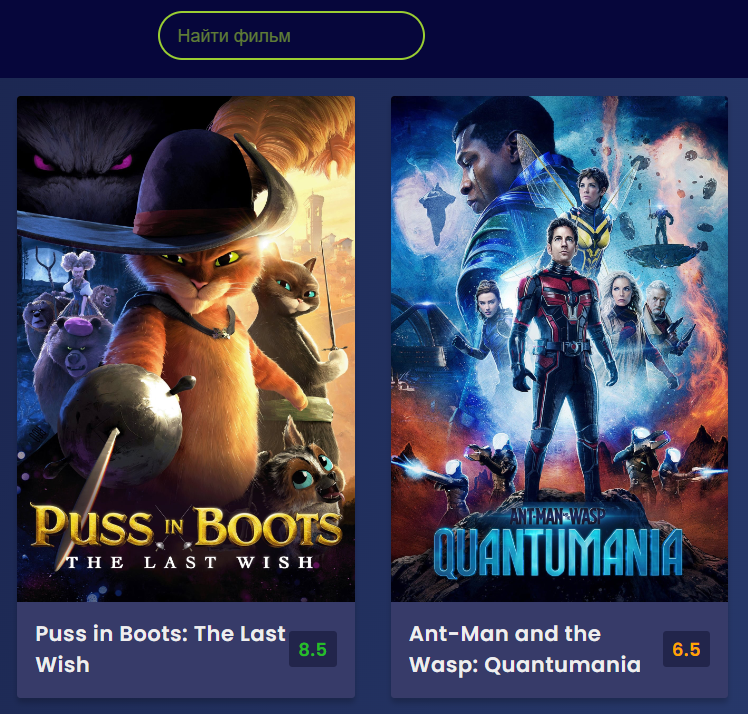 Найти фильм
PUSS IN BOOTS
THE LAST WISH
ANT-MAN AND THE WASP
QUANTUMANIA
Puss in Boots: The Last
Wish
8.5
Ant-Man and the
Wasp: Quantumania
6.5